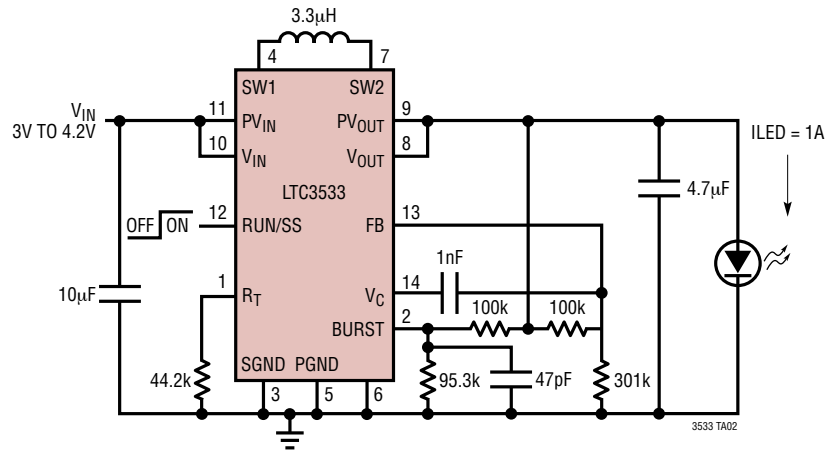 3.3µH
4
7
SW1
SW2
V_IN
3V TO 4.2V
11
PV_IN
PV_OUT
9
10
V_IN
V_OUT
8
ILED = 1A
LTC3533
4.7µF
OFF
ON
12
RUN/SS
FB
13
1nF
10µF
1
R_T
V_C
14
100k
100k
BURST
2
44.2k
SGND
PGND
95.3k
47pF
301k
3
5
6
3533 TA02